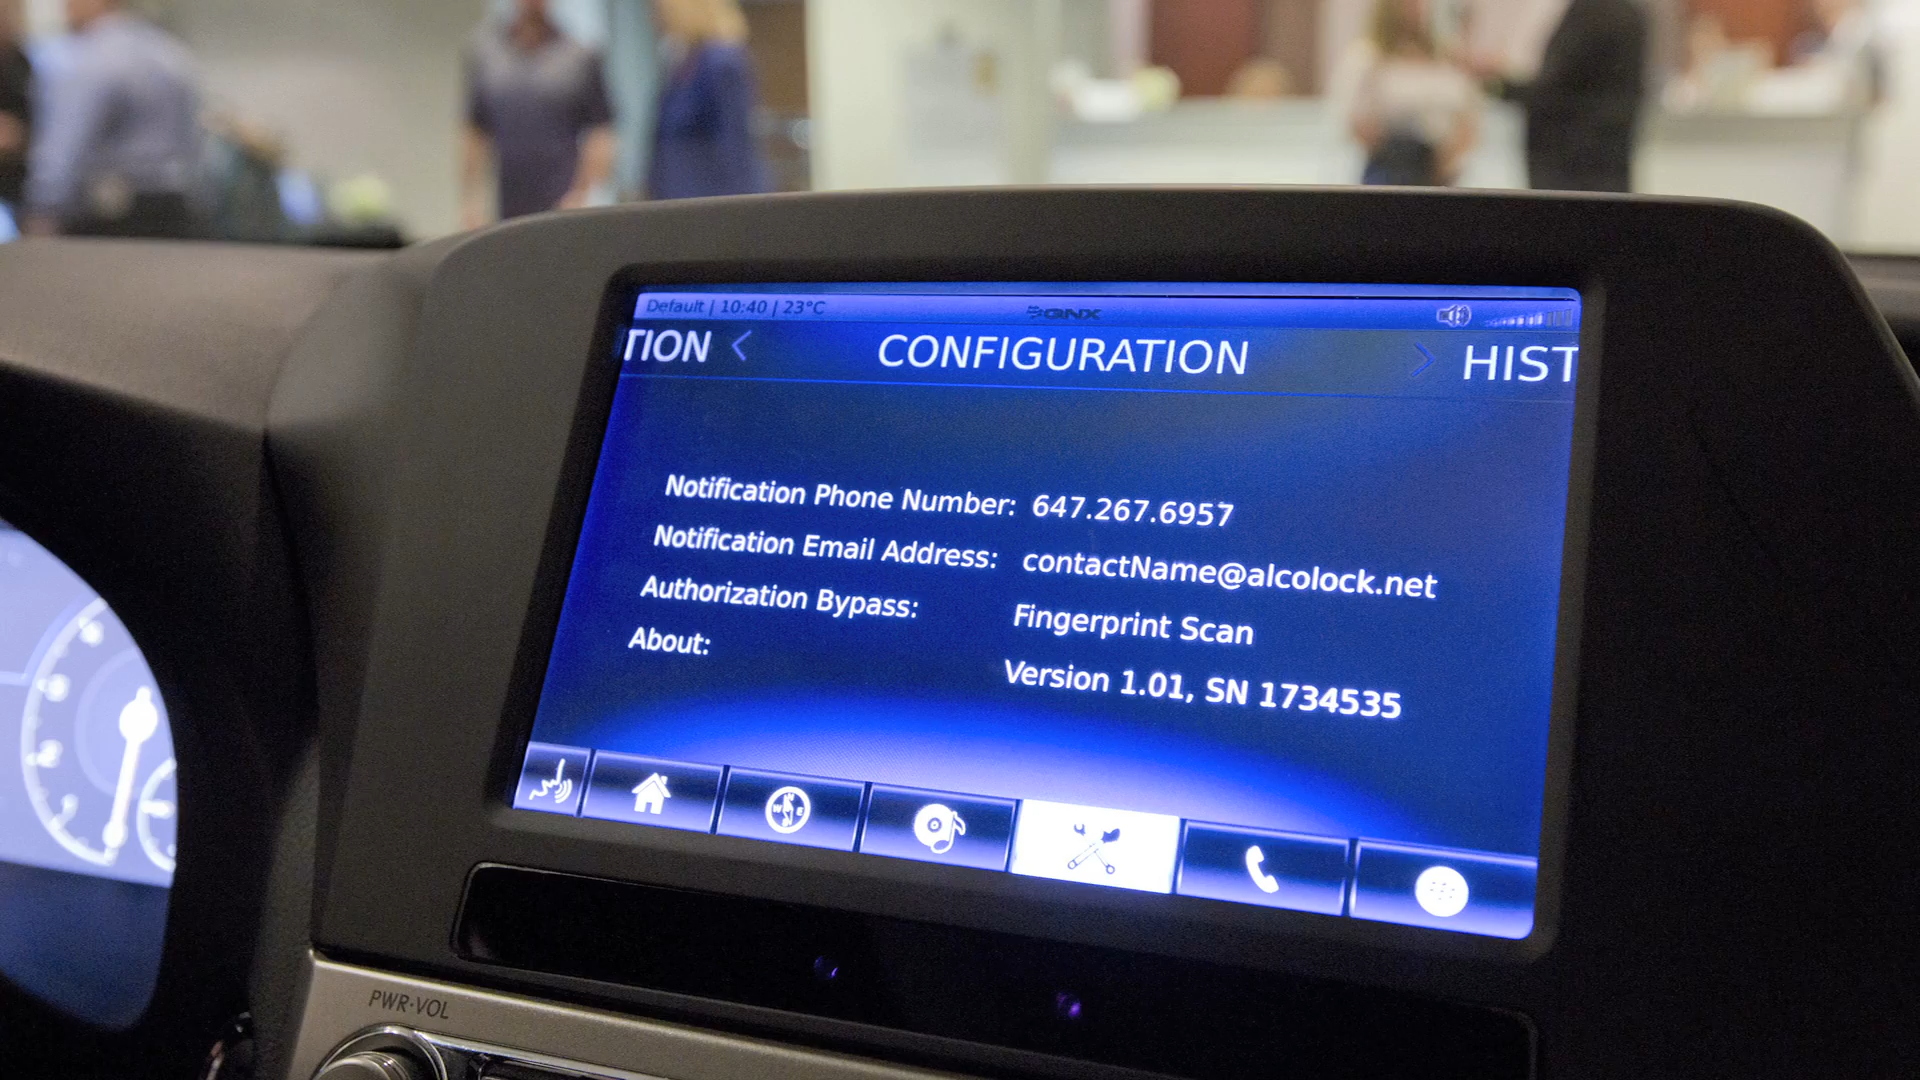 Default | 10:40 | 23°C
QNX
TION < CONFIGURATION > HIST
Notification Phone Number: 647.267.6957
Notification Email Address: contactName@alcolock.net
Authorization Bypass: Fingerprint Scan
About: Version 1.01, SN 1734535
PWR·VOL